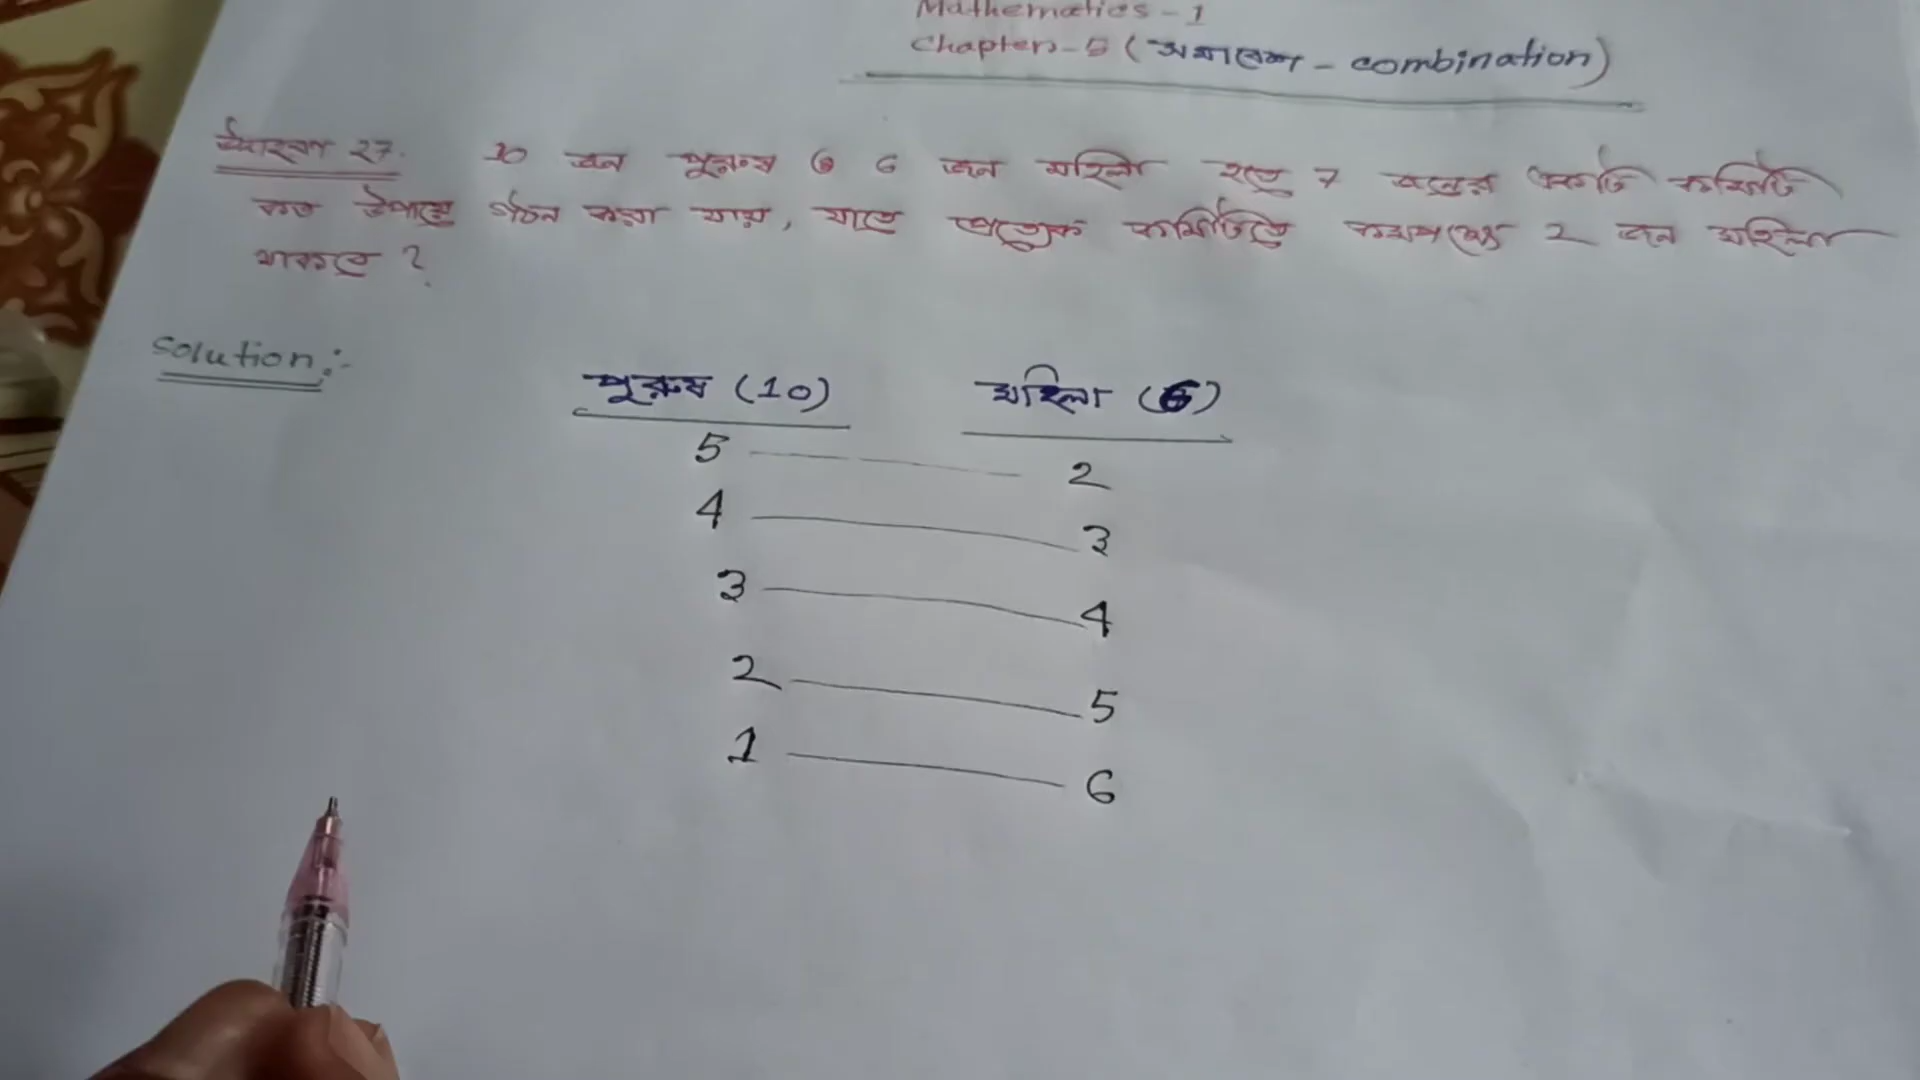 Mathematics - 1
Chapter - 5 (সমাবেশ - combination)
উদাহরণ 27. 10 জন পুরুষ ও 6 জন মহিলা হতে 7 জনের একটি কমিটি
কত উপায়ে গঠন করা যায়, যাতে প্রত্যেক কমিটিতে কমপক্ষে 2 জন মহিলা
থাকবে ?
Solution:-
পুরুষ (10) মহিলা (6)
5 2
4 3
3 4
2 5
1 6